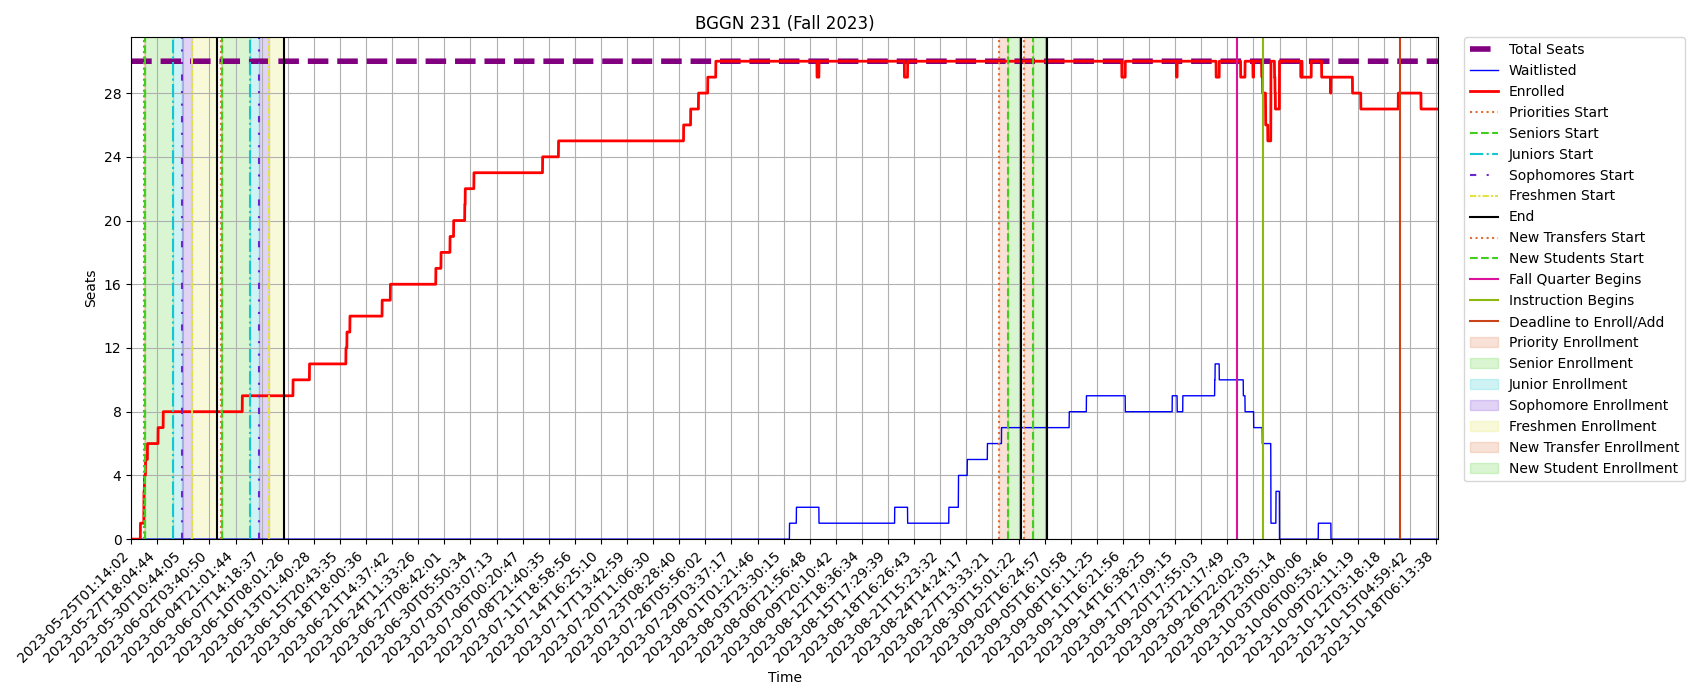 BGGN 231 (Fall 2023)
Seats
28
24
20
16
12
8
4
0
2023-05-25T01:14:02
2023-05-27T18:04:44
2023-05-30T10:44:05
2023-06-02T03:40:50
2023-06-04T21:01:44
2023-06-07T14:18:37
2023-06-10T08:01:26
2023-06-13T01:40:28
2023-06-15T20:43:35
2023-06-18T18:00:36
2023-06-21T14:37:42
2023-06-24T11:33:26
2023-06-27T08:42:01
2023-06-30T05:50:34
2023-07-03T03:07:13
2023-07-06T00:20:47
2023-07-08T21:40:35
2023-07-11T18:58:56
2023-07-14T16:25:10
2023-07-17T13:42:59
2023-07-20T11:06:30
2023-07-23T08:28:40
2023-07-26T05:56:02
2023-07-29T03:37:17
2023-08-01T01:21:46
2023-08-03T23:30:15
2023-08-06T21:56:48
2023-08-09T20:10:42
2023-08-12T18:36:34
2023-08-15T17:29:39
2023-08-18T16:26:43
2023-08-21T15:23:32
2023-08-24T14:24:17
2023-08-27T13:33:21
2023-08-30T15:01:22
2023-09-02T16:24:57
2023-09-05T16:10:58
2023-09-08T16:11:25
2023-09-11T16:21:56
2023-09-14T16:38:25
2023-09-17T17:09:15
2023-09-20T17:55:03
2023-09-23T21:17:49
2023-09-26T22:02:03
2023-09-29T23:05:14
2023-10-03T00:00:06
2023-10-06T00:53:46
2023-10-09T02:11:19
2023-10-12T03:18:18
2023-10-15T04:59:42
2023-10-18T06:13:38
Time
Total Seats
Waitlisted
Enrolled
Priorities Start
Seniors Start
Juniors Start
Sophomores Start
Freshmen Start
End
New Transfers Start
New Students Start
Fall Quarter Begins
Instruction Begins
Deadline to Enroll/Add
Priority Enrollment
Senior Enrollment
Junior Enrollment
Sophomore Enrollment
Freshmen Enrollment
New Transfer Enrollment
New Student Enrollment